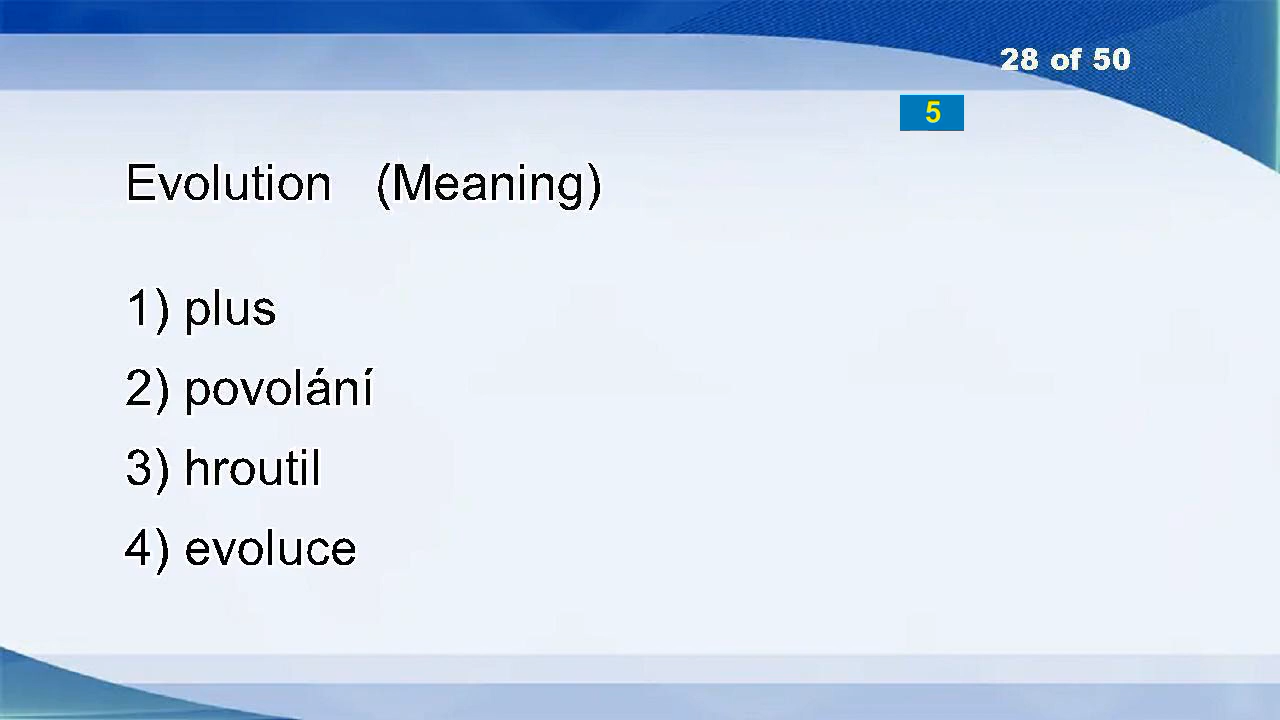 28 of 50
5
Evolution (Meaning)
1) plus
2) povolání
3) hroutil
4) evoluce